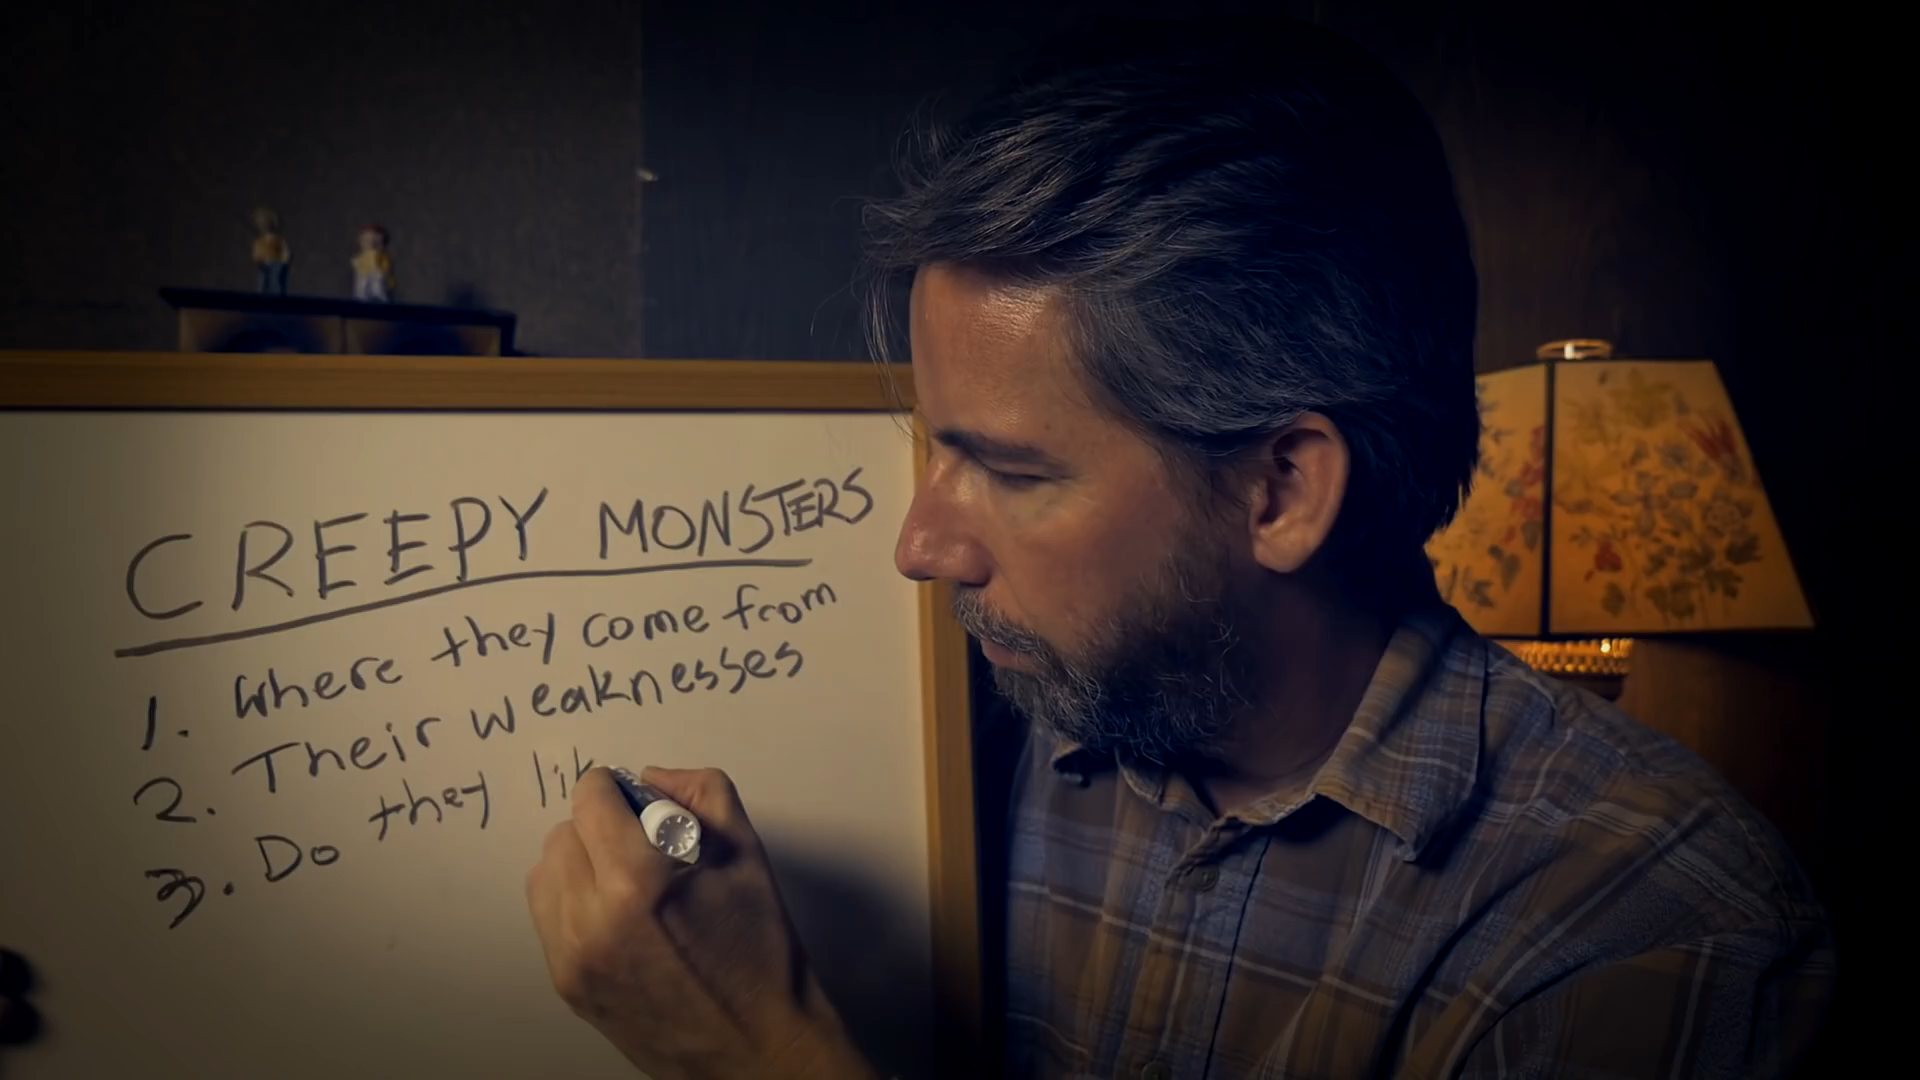 CREEPY MONSTERS
1. Where they come from
2. Their weaknesses
3. Do they lik